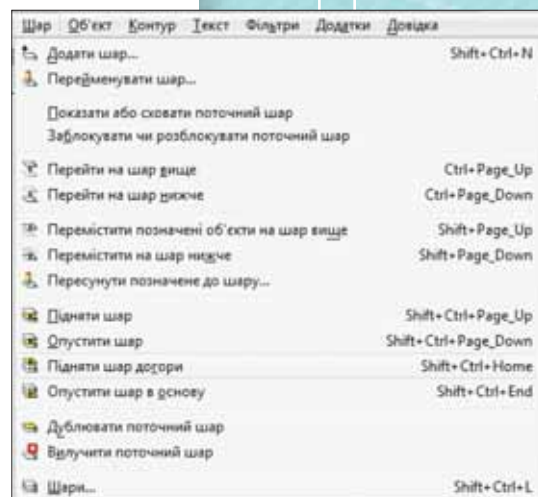 Шар Об'єкт Контур Текст Фільтри Додатки Довідка
Додати шар... Shift+Ctrl+N
Перейменувати шар...
Показати або сховати поточний шар
Заблокувати чи розблокувати поточний шар
Перейти на шар вище Ctrl+Page_Up
Перейти на шар нижче Ctrl+Page_Down
Перемістити позначені об'єкти на шар вище Shift+Page_Up
Перемістити на шар нижче Shift+Page_Down
Пересунути позначене до шару...
Підняти шар Shift+Ctrl+Page_Up
Опустити шар Shift+Ctrl+Page_Down
Підняти шар догори Shift+Ctrl+Home
Опустити шар в основу Shift+Ctrl+End
Дублювати поточний шар
Вилучити поточний шар
Шари... Shift+Ctrl+L